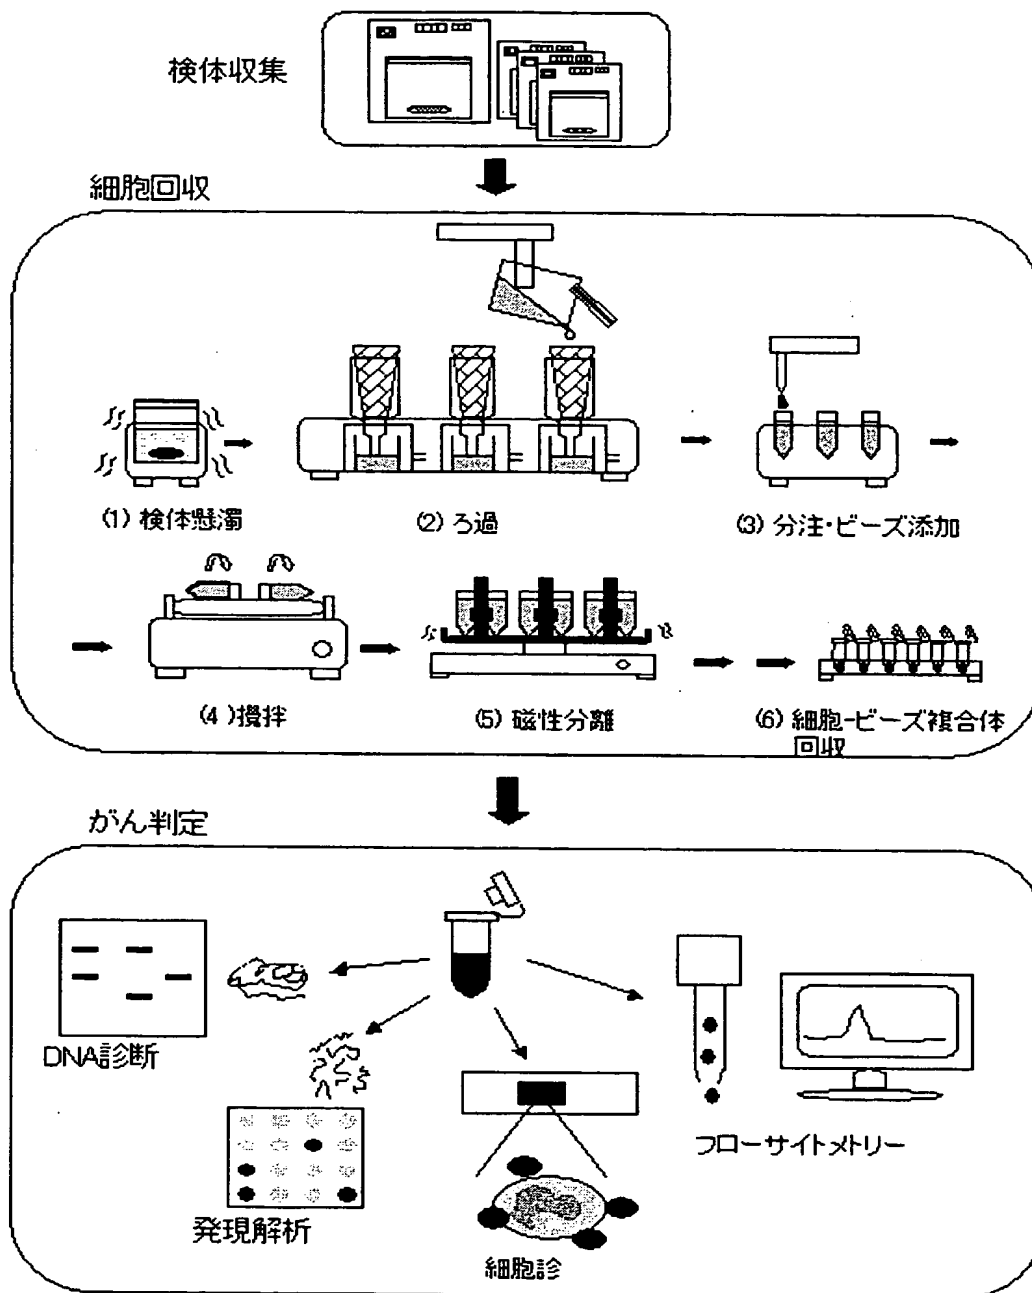 検体収集
細胞回収
(1) 検体懸濁
(2) ろ過
(3) 分注・ビーズ添加
(4)攪拌
(5) 磁性分離
(6) 細胞-ビーズ複合体
回収
がん判定
DNA診断
発現解析
細胞診
フローサイトメトリー